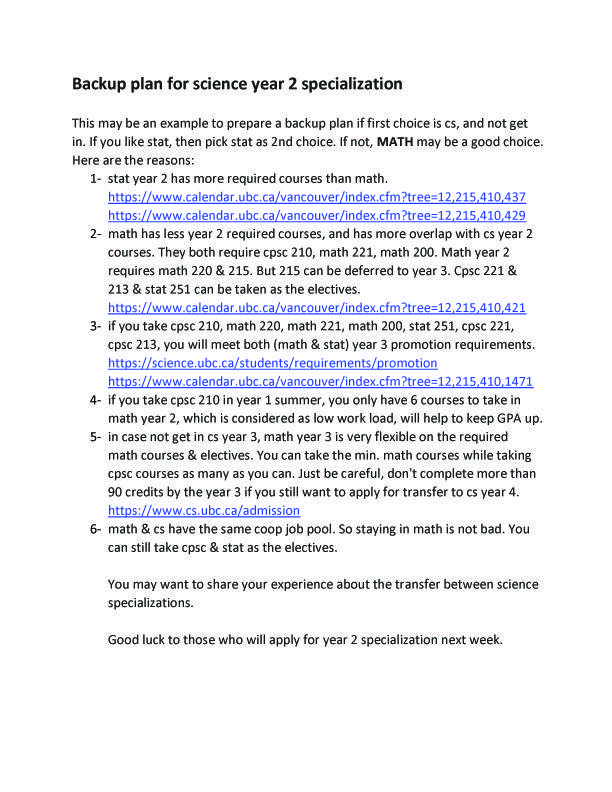 Backup plan for science year 2 specialization
This may be an example to prepare a backup plan if first choice is cs, and not get
in. If you like stat, then pick stat as 2nd choice. If not, MATH may be a good choice.
Here are the reasons:
1- stat year 2 has more required courses than math.
https://www.calendar.ubc.ca/vancouver/index.cfm?tree=12,215,410,437
https://www.calendar.ubc.ca/vancouver/index.cfm?tree=12,215,410,429
2- math has less year 2 required courses, and has more overlap with cs year 2
courses. They both require cpsc 210, math 221, math 200. Math year 2
requires math 220 & 215. But 215 can be deferred to year 3. Cpsc 221 &
213 & stat 251 can be taken as the electives.
https://www.calendar.ubc.ca/vancouver/index.cfm?tree=12,215,410,421
3- if you take cpsc 210, math 220, math 221, math 200, stat 251, cpsc 221,
cpsc 213, you will meet both (math & stat) year 3 promotion requirements.
https://science.ubc.ca/students/requirements/promotion
https://www.calendar.ubc.ca/vancouver/index.cfm?tree=12,215,410,1471
4- if you take cpsc 210 in year 1 summer, you only have 6 courses to take in
math year 2, which is considered as low work load, will help to keep GPA up.
5- in case not get in cs year 3, math year 3 is very flexible on the required
math courses & electives. You can take the min. math courses while taking
cpsc courses as many as you can. Just be careful, don't complete more than
90 credits by the year 3 if you still want to apply for transfer to cs year 4.
https://www.cs.ubc.ca/admission
6- math & cs have the same coop job pool. So staying in math is not bad. You
can still take cpsc & stat as the electives.
You may want to share your experience about the transfer between science
specializations.
Good luck to those who will apply for year 2 specialization next week.